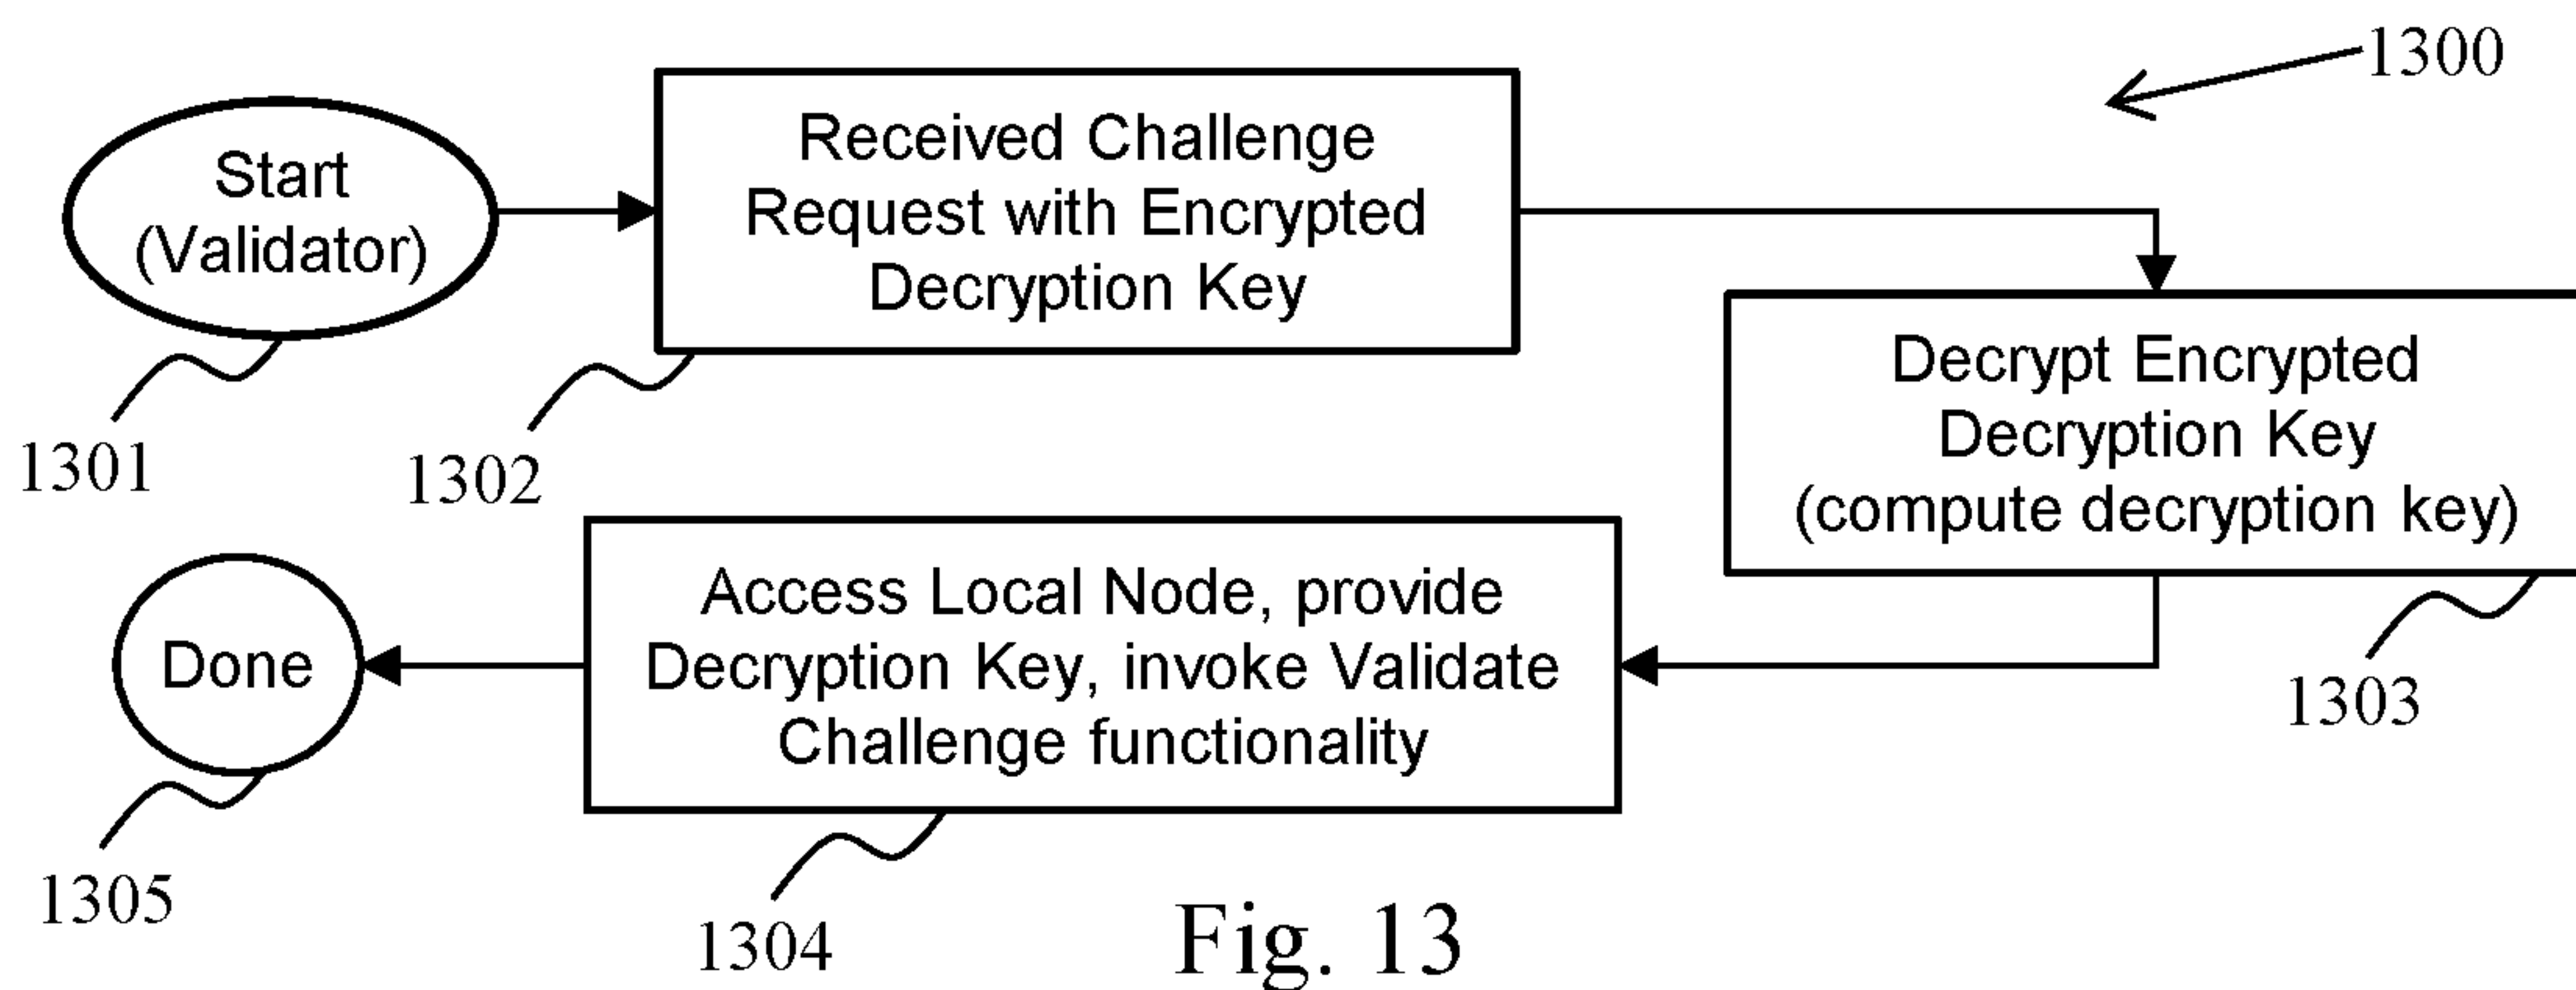 1300
Start
(Validator)
1301
Received Challenge
Request with Encrypted
Decryption Key
1302
Decrypt Encrypted
Decryption Key
(compute decryption key)
1303
Access Local Node, provide
Decryption Key, invoke Validate
Challenge functionality
1304
Done
1305
Fig. 13